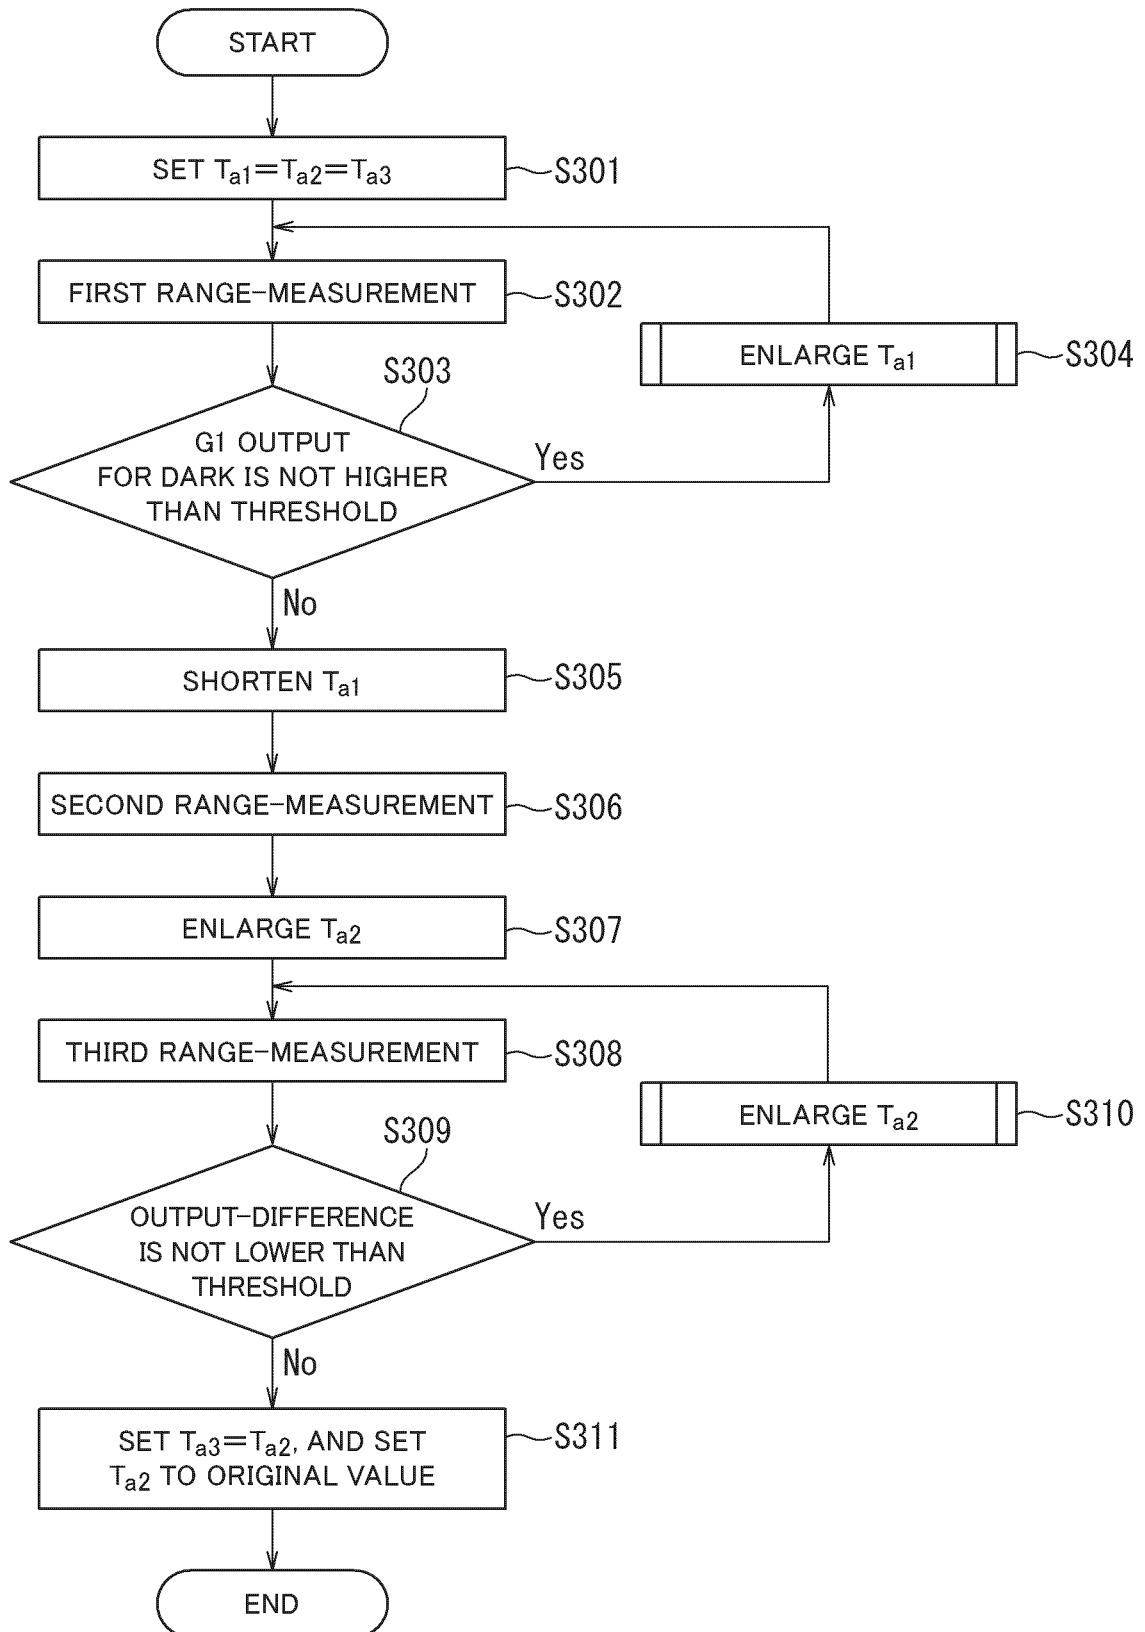 START
SET Ta1=Ta2=Ta3
S301
FIRST RANGE-MEASUREMENT
S302
ENLARGE Ta1
S304
S303
G1 OUTPUT
FOR DARK IS NOT HIGHER
THAN THRESHOLD
Yes
No
SHORTEN Ta1
S305
SECOND RANGE-MEASUREMENT
S306
ENLARGE Ta2
S307
THIRD RANGE-MEASUREMENT
S308
ENLARGE Ta2
S310
S309
OUTPUT-DIFFERENCE
IS NOT LOWER THAN
THRESHOLD
Yes
No
SET Ta3=Ta2, AND SET
Ta2 TO ORIGINAL VALUE
S311
END